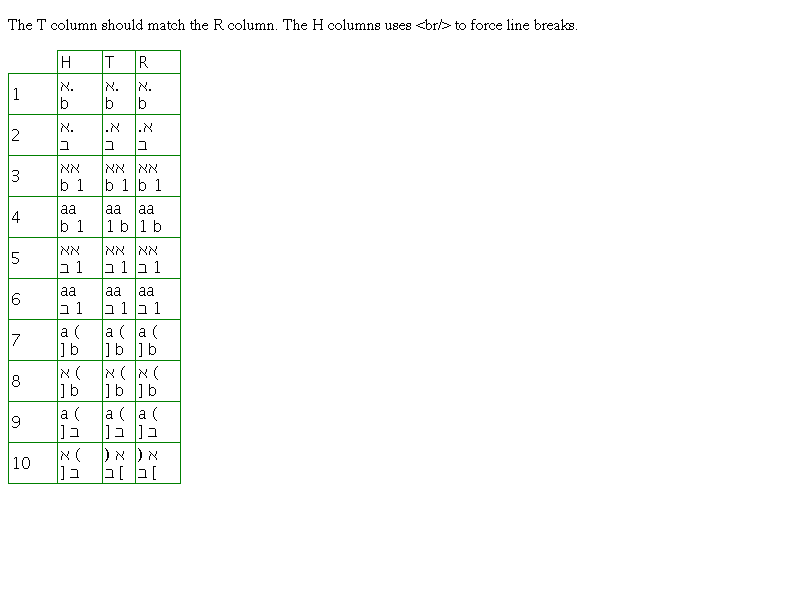 The T column should match the R column. The H columns uses <br/> to force line breaks.
H T R
1
א. א. א.
b b b
2
א. א. א.
ב ב ב
3
אא אא אא
b 1 b 1 b 1
4
aa aa aa
b 1 1 b 1 b
5
אא אא אא
1 ב 1 ב 1 ב
6
aa aa aa
1 ב 1 ב 1 ב
7
a ( a ( a (
] b ] b ] b
8
א ( א ( א (
] b ] b ] b
9
a ( a ( a (
] ב ] ב ] ב
10
א ( א ( א (
] ב ] ב ] ב